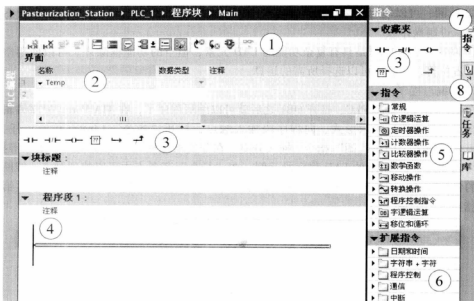 Pasteurization_Station ▸ PLC_1 ▸ 程序块 ▸ Main
指令
指令
PLC 编程
收藏夹
1
7
8
界面
名称
数据类型
注释
Temp
2
3
3
指令
常规
位逻辑运算
定时器操作
计数器操作
比较器操作
数学函数
移动操作
转换操作
程序控制指令
字逻辑运算
移位和循环
5
任务
库
块标题：
注释
程序段 1：
注释
4
扩展指令
日期和时间
字符串 + 字符
程序控制
通信
中断
6